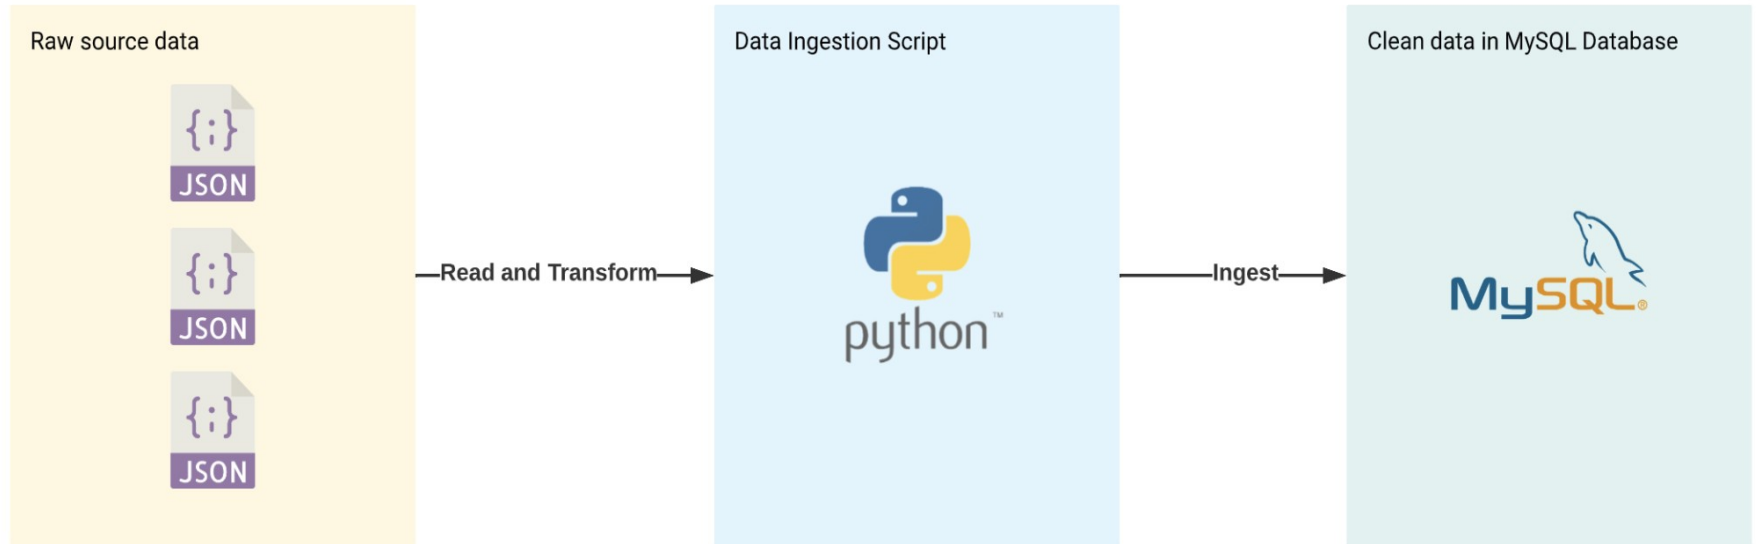 Raw source data
JSON
JSON
JSON
Read and Transform
Data Ingestion Script
python™
Ingest
Clean data in MySQL Database
MySQL®